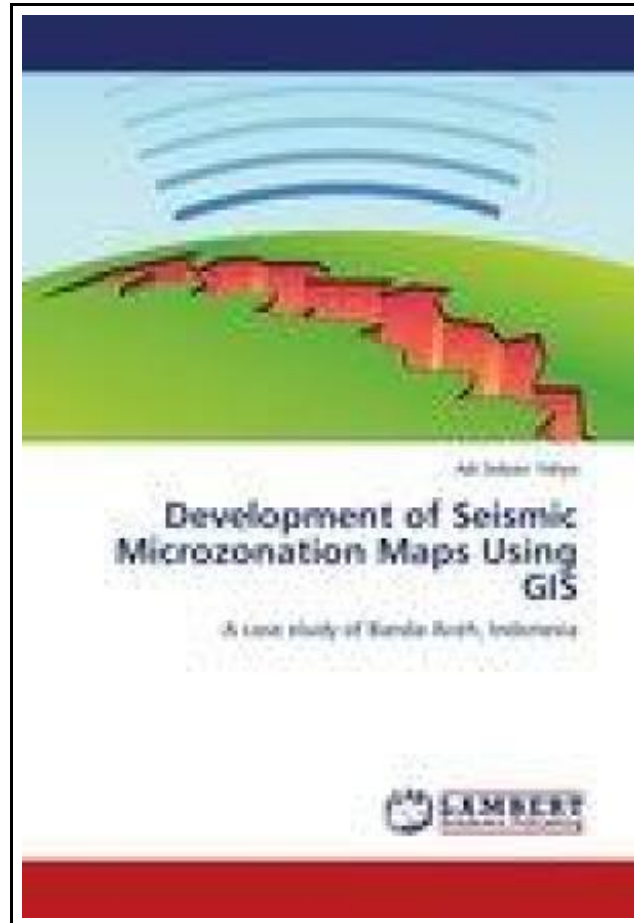 Development of Seismic
Microzonation Maps Using
GIS
A case study of Banda Aceh, Indonesia
LAMBERT